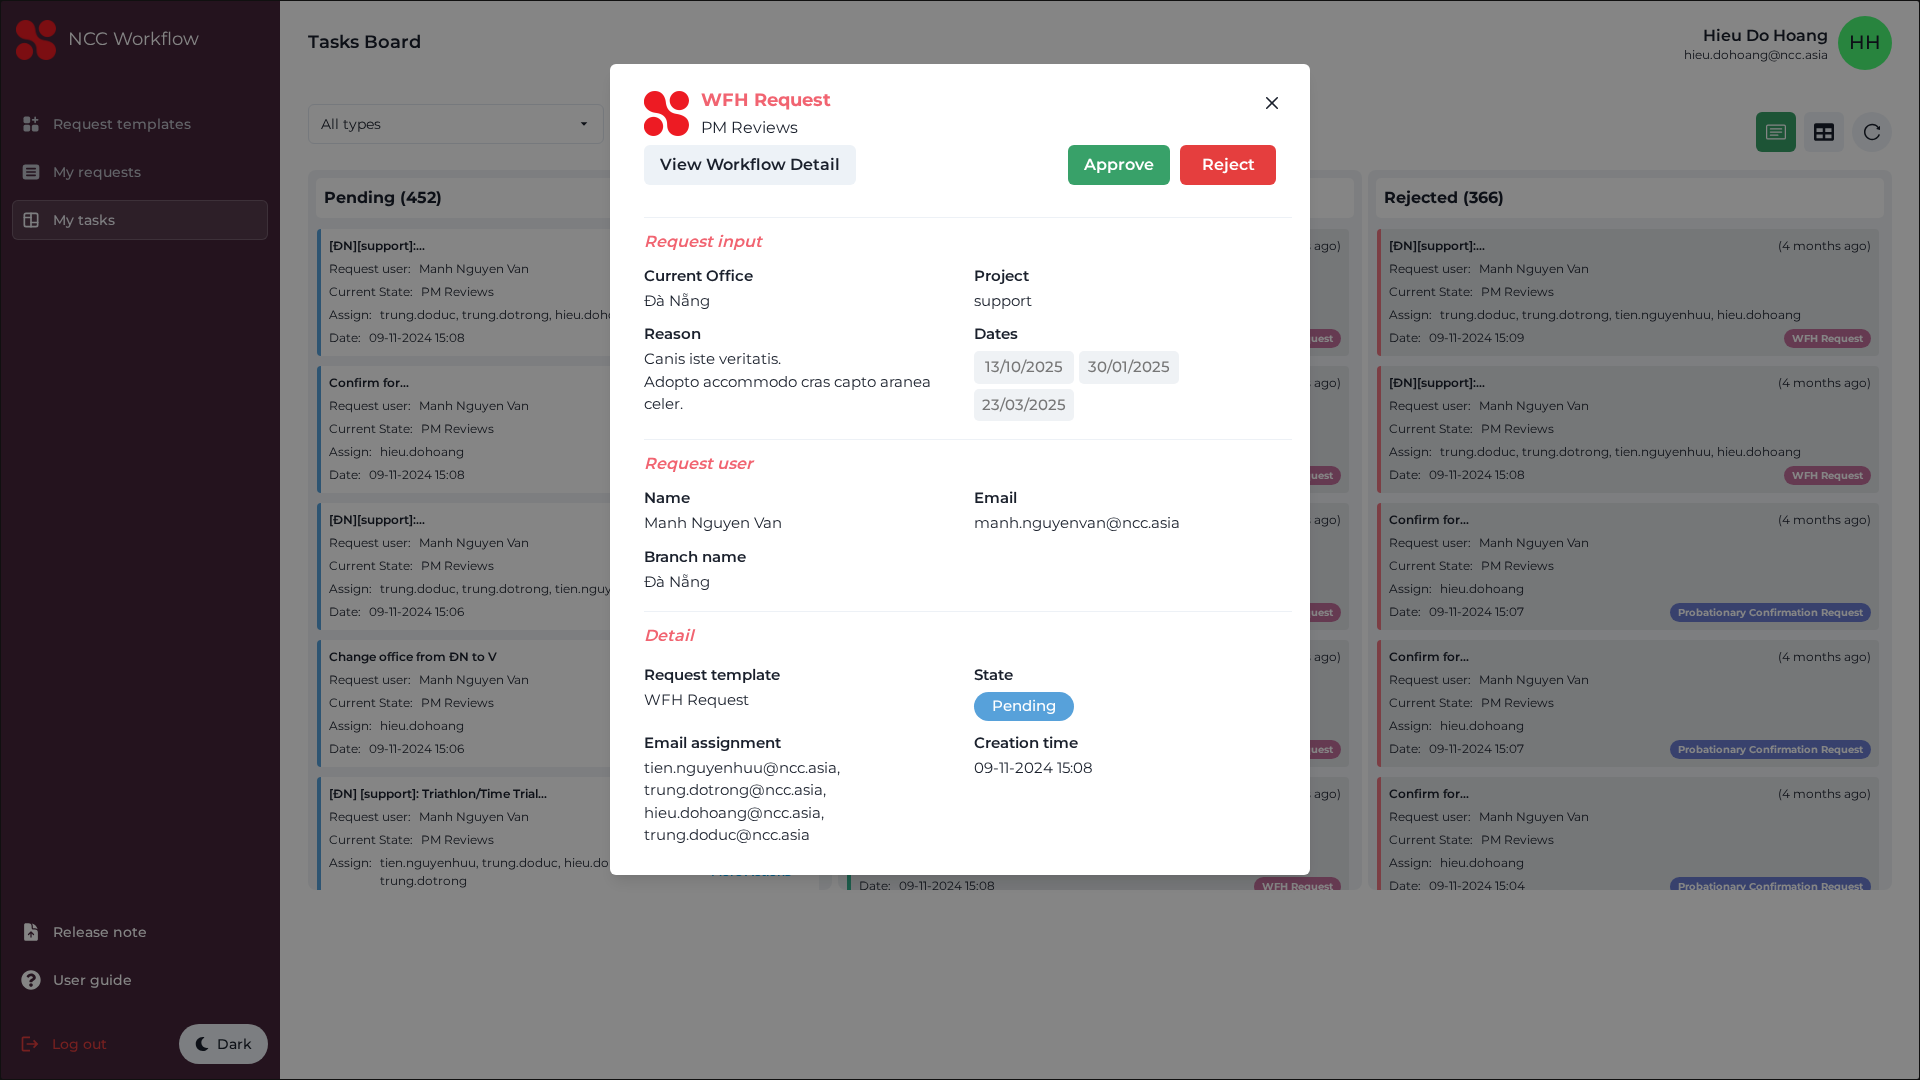 NCC Workflow
Request templates
My requests
My tasks
Release note
User guide
Log out
Dark
Tasks Board
Hieu Do Hoang
hieu.dohoang@ncc.asia
HH
All types
Pending (452)
[ĐN][support]:...
Request user: Manh Nguyen Van
Current State: PM Reviews
Assign: trung.doduc, trung.dotrong,
Date: 09-11-2024 15:08
Confirm for...
Request user: Manh Nguyen Van
Current State: PM Reviews
Assign: hieu.dohoang
Date: 09-11-2024 15:08
[ĐN][support]:...
Request user: Manh Nguyen Van
Current State: PM Reviews
Assign: trung.doduc, trung.dotrong,
Date: 09-11-2024 15:06
Change office from ĐN to V
Request user: Manh Nguyen Van
Current State: PM Reviews
Assign: hieu.dohoang
Date: 09-11-2024 15:06
[ĐN] [support]: Triathlon/Time Trial...
Request user: Manh Nguyen Van
Current State: PM Reviews
Assign: tien.nguyenhuu, trung.doduc,
trung.dotrong
WFH Request
PM Reviews
View Workflow Detail
Approve
Reject
Request input
Current Office
Đà Nẵng
Project
support
Reason
Canis iste veritatis.
Adopto accommodo cras capto aranea
celer.
Dates
13/10/2025 30/01/2025
23/03/2025
Request user
Name
Manh Nguyen Van
Email
manh.nguyenvan@ncc.asia
Branch name
Đà Nẵng
Detail
Request template
WFH Request
State
Pending
Email assignment
tien.nguyenhuu@ncc.asia,
trung.dotrong@ncc.asia,
hieu.dohoang@ncc.asia,
trung.doduc@ncc.asia
Creation time
09-11-2024 15:08
ago)
ago)
ago)
ago)
ago)
Date: 09-11-2024 15:08
WFH Request
Rejected (366)
[ĐN][support]:... (4 months ago)
Request user: Manh Nguyen Van
Current State: PM Reviews
Assign: trung.doduc, trung.dotrong, tien.nguyenhuu, hieu.dohoang
Date: 09-11-2024 15:09 WFH Request
[ĐN][support]:... (4 months ago)
Request user: Manh Nguyen Van
Current State: PM Reviews
Assign: trung.doduc, trung.dotrong, tien.nguyenhuu, hieu.dohoang
Date: 09-11-2024 15:08 WFH Request
Confirm for... (4 months ago)
Request user: Manh Nguyen Van
Current State: PM Reviews
Assign: hieu.dohoang
Date: 09-11-2024 15:07 Probationary Confirmation Request
Confirm for... (4 months ago)
Request user: Manh Nguyen Van
Current State: PM Reviews
Assign: hieu.dohoang
Date: 09-11-2024 15:07 Probationary Confirmation Request
Confirm for... (4 months ago)
Request user: Manh Nguyen Van
Current State: PM Reviews
Assign: hieu.dohoang
Date: 09-11-2024 15:04 Probationary Confirmation Request